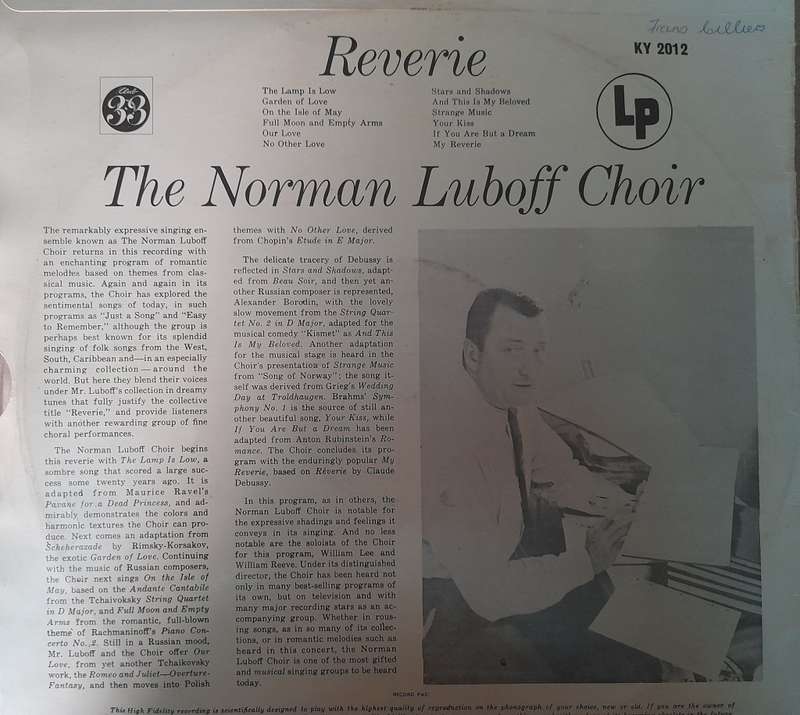 Reverie
KY 2012
Club
33
The Lamp Is Low
Garden of Love
On the Isle of May
Full Moon and Empty Arms
Our Love
No Other Love
Stars and Shadows
And This Is My Beloved
Strange Music
Your Kiss
If You Are But a Dream
My Reverie
Lp
The Norman Luboff Choir
The remarkably expressive singing en-
semble known as The Norman Luboff
Choir returns in this recording with
an enchanting program of romantic
melodies based on themes from clas-
sical music. Again and again in its
programs, the Choir has explored the
sentimental songs of today, in such
programs as "Just a Song" and "Easy
to Remember," although the group is
perhaps best known for its splendid
singing of folk songs from the West,
South, Caribbean and—in an especially
charming collection — around the
world. But here they blend their voices
under Mr. Luboff's collection in dreamy
tunes that fully justify the collective
title "Reverie," and provide listeners
with another rewarding group of fine
choral performances.
The Norman Luboff Choir begins
this reverie with The Lamp Is Low, a
sombre song that scored a large suc-
cess some twenty years ago. It is
adapted from Maurice Ravel's
Pavane for a Dead Princess, and ad-
mirably demonstrates the colors and
harmonic textures the Choir can pro-
duce. Next comes an adaptation from
Scheherazade by Rimsky-Korsakov,
the exotic Garden of Love. Continuing
with the music of Russian composers,
the Choir next sings On the Isle of
May, based on the Andante Cantabile
from the Tchaivoksky String Quartet
in D Major, and Full Moon and Empty
Arms from the romantic, full-blown
theme of Rachmaninoff's Piano Con-
certo No. 2. Still in a Russian mood,
Mr. Luboff and the Choir offer Our
Love, from yet another Tchaikovsky
work, the Romeo and Juliet—Overture-
Fantasy, and then moves into Polish
themes with No Other Love, derived
from Chopin's Etude in E Major.
The delicate tracery of Debussy is
reflected in Stars and Shadows, adapt-
ed from Beau Soir, and then yet an-
other Russian composer is represented,
Alexander Borodin, with the lovely
slow movement from the String Quar-
tet No. 2 in D Major, adapted for the
musical comedy "Kismet" as And This
Is My Beloved. Another adaptation
for the musical stage is heard in the
Choir's presentation of Strange Music
from "Song of Norway"; the song it-
self was derived from Grieg's Wedding
Day at Troldhaugen. Brahms' Sym-
phony No. 1 is the source of still an-
other beautiful song, Your Kiss, while
If You Are But a Dream has been
adapted from Anton Rubinstein's Ro-
mance. The Choir concludes its pro-
gram with the enduringly popular My
Reverie, based on Réverie by Claude
Debussy.
In this program, as in others, the
Norman Luboff Choir is notable for
the expressive shadings and feelings it
conveys in its singing. And no less
notable are the soloists of the Choir
for this program, William Lee and
William Reeve. Under its distinguished
director, the Choir has been heard not
only in many best-selling programs of
its own, but on television and with
many major recording stars as an ac-
companying group. Whether in rous-
ing songs, as in so many of its collec-
tions, or in romantic melodies such as
heard in this concert, the Norman
Luboff Choir is one of the most gifted
and musical singing groups to be heard
today.
This High Fidelity recording is scientifically designed to play with the highest quality of reproduction on the phonograph of your choice, new or old. If you are the owner of